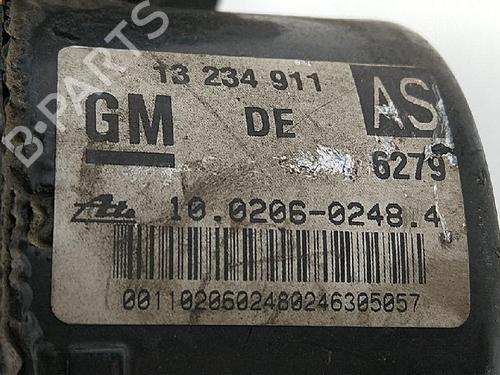 13 234 911
GM DE AS
6279
Ate 10.0206-0248.4
0011020602480246305057
B-PARTS